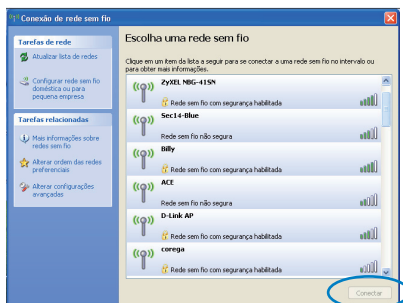 Conexão de rede sem fio
Tarefas de rede
Atualizar lista de redes
Configurar rede sem fio
doméstica ou para
pequena empresa
Tarefas relacionadas
Mais informações sobre
redes sem fio
Alterar ordem das redes
preferenciais
Alterar configurações
avançadas
Escolha uma rede sem fio
Clique em um item da lista a seguir para se conectar a uma rede sem fio no intervalo ou
para obter mais informações.
ZyXEL NBG-415N
Rede sem fio com segurança habilitada
Sec14-Blue
Rede sem fio não segura
Billy
Rede sem fio com segurança habilitada
ACE
Rede sem fio não segura
D-Link AP
Rede sem fio com segurança habilitada
corega
Rede sem fio com segurança habilitada
Conectar